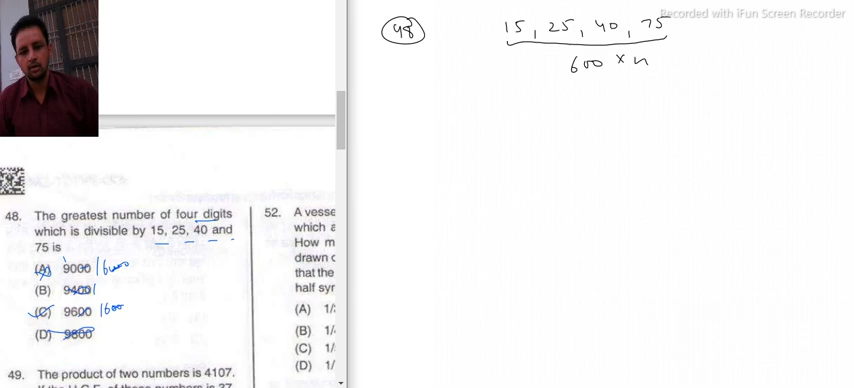 Recorded with iFun Screen Recorder
48
15, 25, 40, 75
600 × n
48. The greatest number of four digits
which is divisible by 15, 25, 40 and
75 is
(A) 9000
(B) 9400
(C) 9600 /600
(D) 9800
49. The product of two numbers is 4107.
52. A vesse
which a
How m
drawn o
that the
half syr
(A) 1/
(B) 1/
(C) 1/
(D) 1/